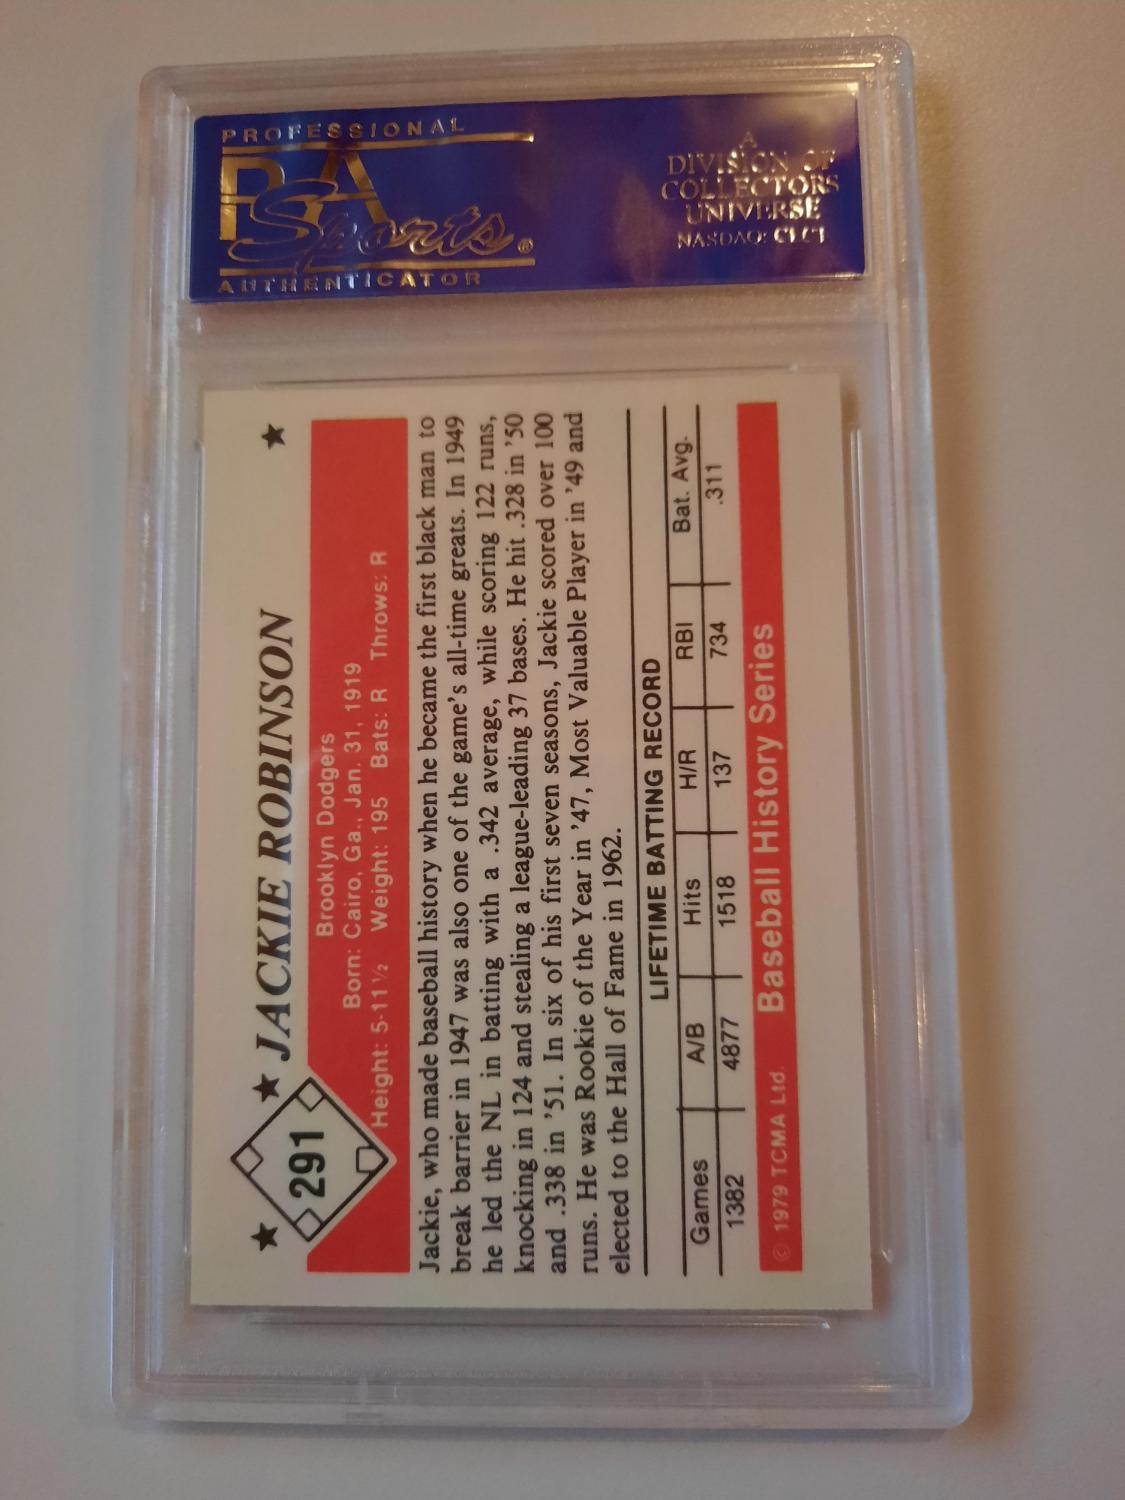 PROFESSIONAL
PSA
Sports®
AUTHENTICATOR
A
DIVISION OF
COLLECTORS
UNIVERSE
NASDAQ: CLCT
★ ★ JACKIE ROBINSON ★
291
Brooklyn Dodgers
Born: Cairo, Ga., Jan. 31, 1919
Height: 5-11½ Weight: 195 Bats: R Throws: R
Jackie, who made baseball history when he became the first black man to
break barrier in 1947 was also one of the game's all-time greats. In 1949
he led the NL in batting with a .342 average, while scoring 122 runs,
knocking in 124 and stealing a league-leading 37 bases. He hit .328 in '50
and .338 in '51. In six of his first seven seasons, Jackie scored over 100
runs. He was Rookie of the Year in '47, Most Valuable Player in '49 and
elected to the Hall of Fame in 1962.
LIFETIME BATTING RECORD
Games A/B Hits H/R RBI Bat. Avg.
1382 4877 1518 137 734 .311
© 1979 TCMA Ltd. Baseball History Series